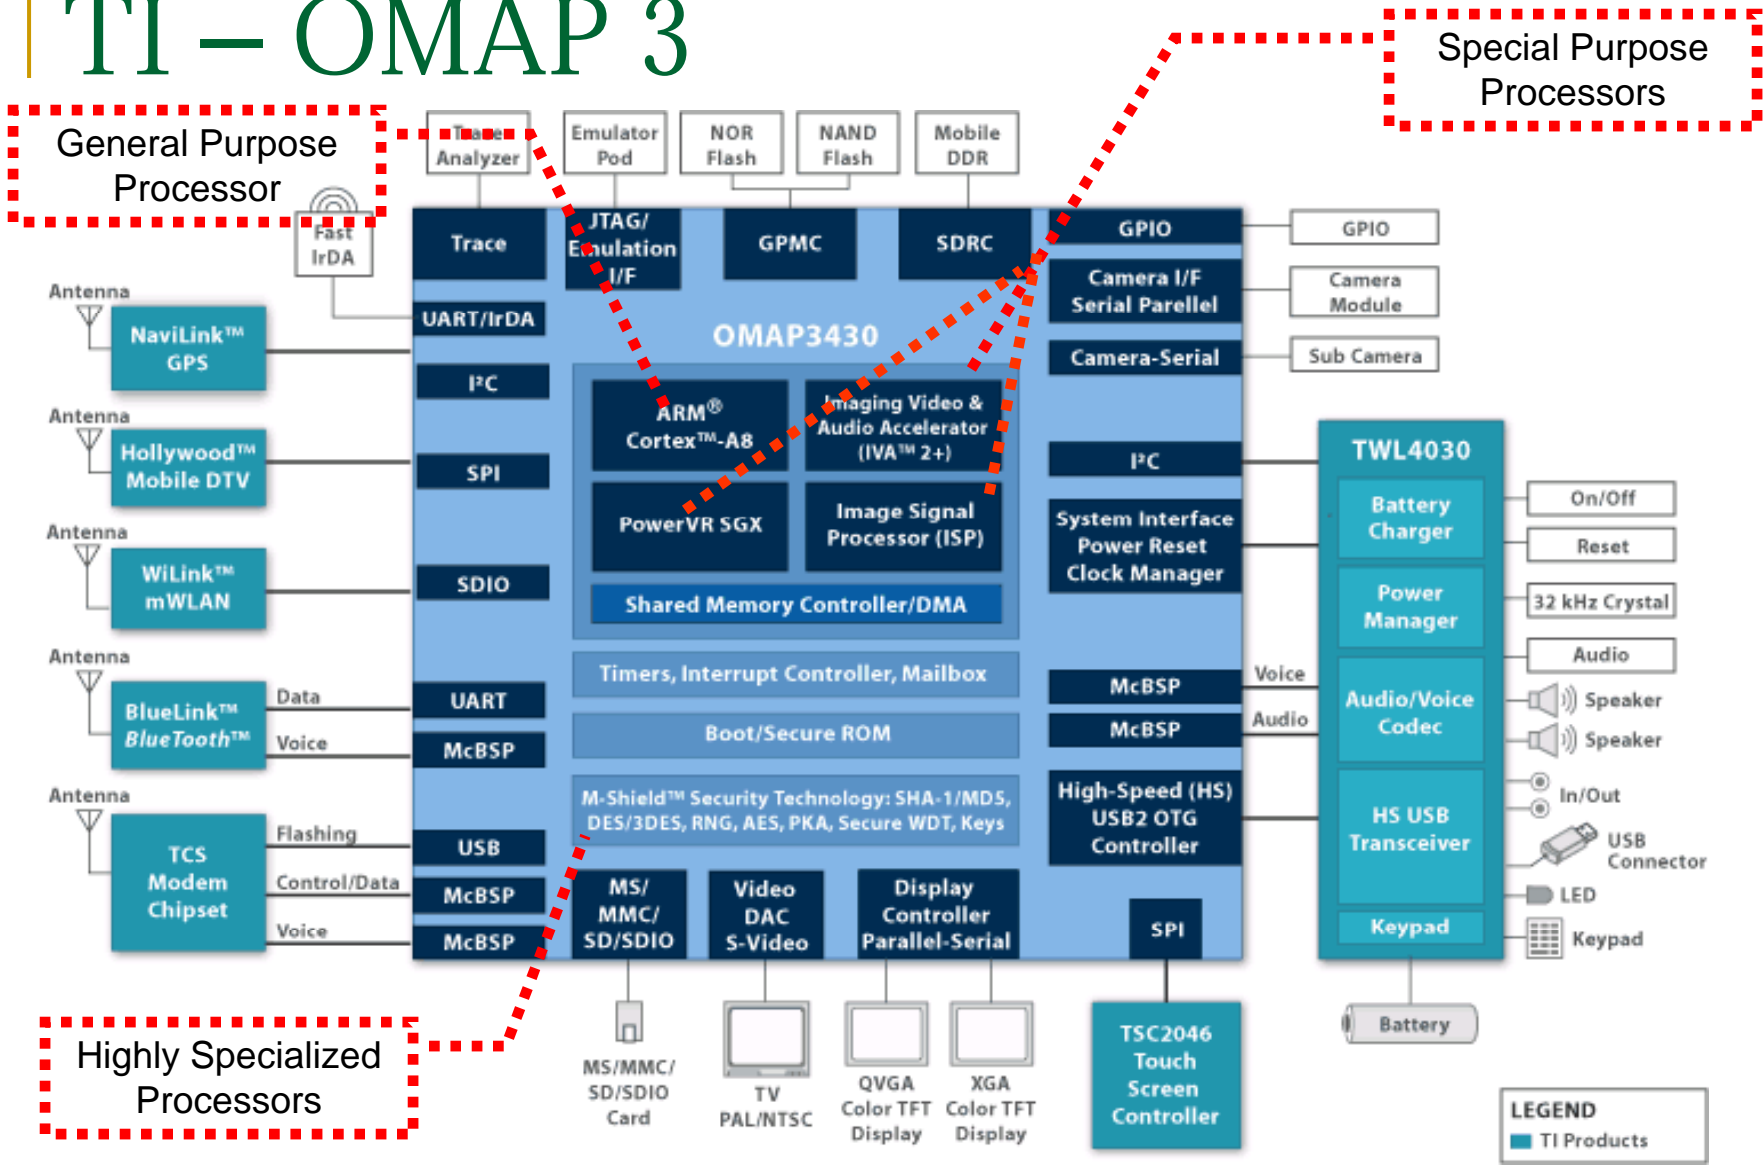 TI – OMAP 3
Special Purpose
Processors
General Purpose
Processor
Trace
Analyzer
Emulator
Pod
NOR
Flash
NAND
Flash
Mobile
DDR
Fast
IrDA
Trace
JTAG/
Emulation
I/F
GPMC
SDRC
GPIO
GPIO
Camera I/F
Serial Parellel
Camera
Module
Camera-Serial
Sub Camera
UART/IrDA
OMAP3430
Antenna
NaviLink™
GPS
I²C
ARM®
Cortex™-A8
Imaging Video &
Audio Accelerator
(IVA™ 2+)
PowerVR SGX
Image Signal
Processor (ISP)
Shared Memory Controller/DMA
Antenna
Hollywood™
Mobile DTV
SPI
I²C
System Interface
Power Reset
Clock Manager
Antenna
WiLink™
mWLAN
SDIO
Timers, Interrupt Controller, Mailbox
Boot/Secure ROM
M-Shield™ Security Technology: SHA-1/MD5,
DES/3DES, RNG, AES, PKA, Secure WDT, Keys
Antenna
BlueLink™
BlueTooth™
Data
Voice
UART
McBSP
McBSP
McBSP
Voice
Audio
High-Speed (HS)
USB2 OTG
Controller
Antenna
TCS
Modem
Chipset
Flashing
Control/Data
Voice
USB
McBSP
McBSP
MS/
MMC/
SD/SDIO
Video
DAC
S-Video
Display
Controller
Parallel-Serial
SPI
TWL4030
Battery
Charger
Power
Manager
Audio/Voice
Codec
HS USB
Transceiver
Keypad
On/Off
Reset
32 kHz Crystal
Audio
Speaker
Speaker
In/Out
USB
Connector
LED
Keypad
Battery
Highly Specialized
Processors
MS/MMC/
SD/SDIO
Card
TV
PAL/NTSC
QVGA
Color TFT
Display
XGA
Color TFT
Display
TSC2046
Touch
Screen
Controller
LEGEND
TI Products